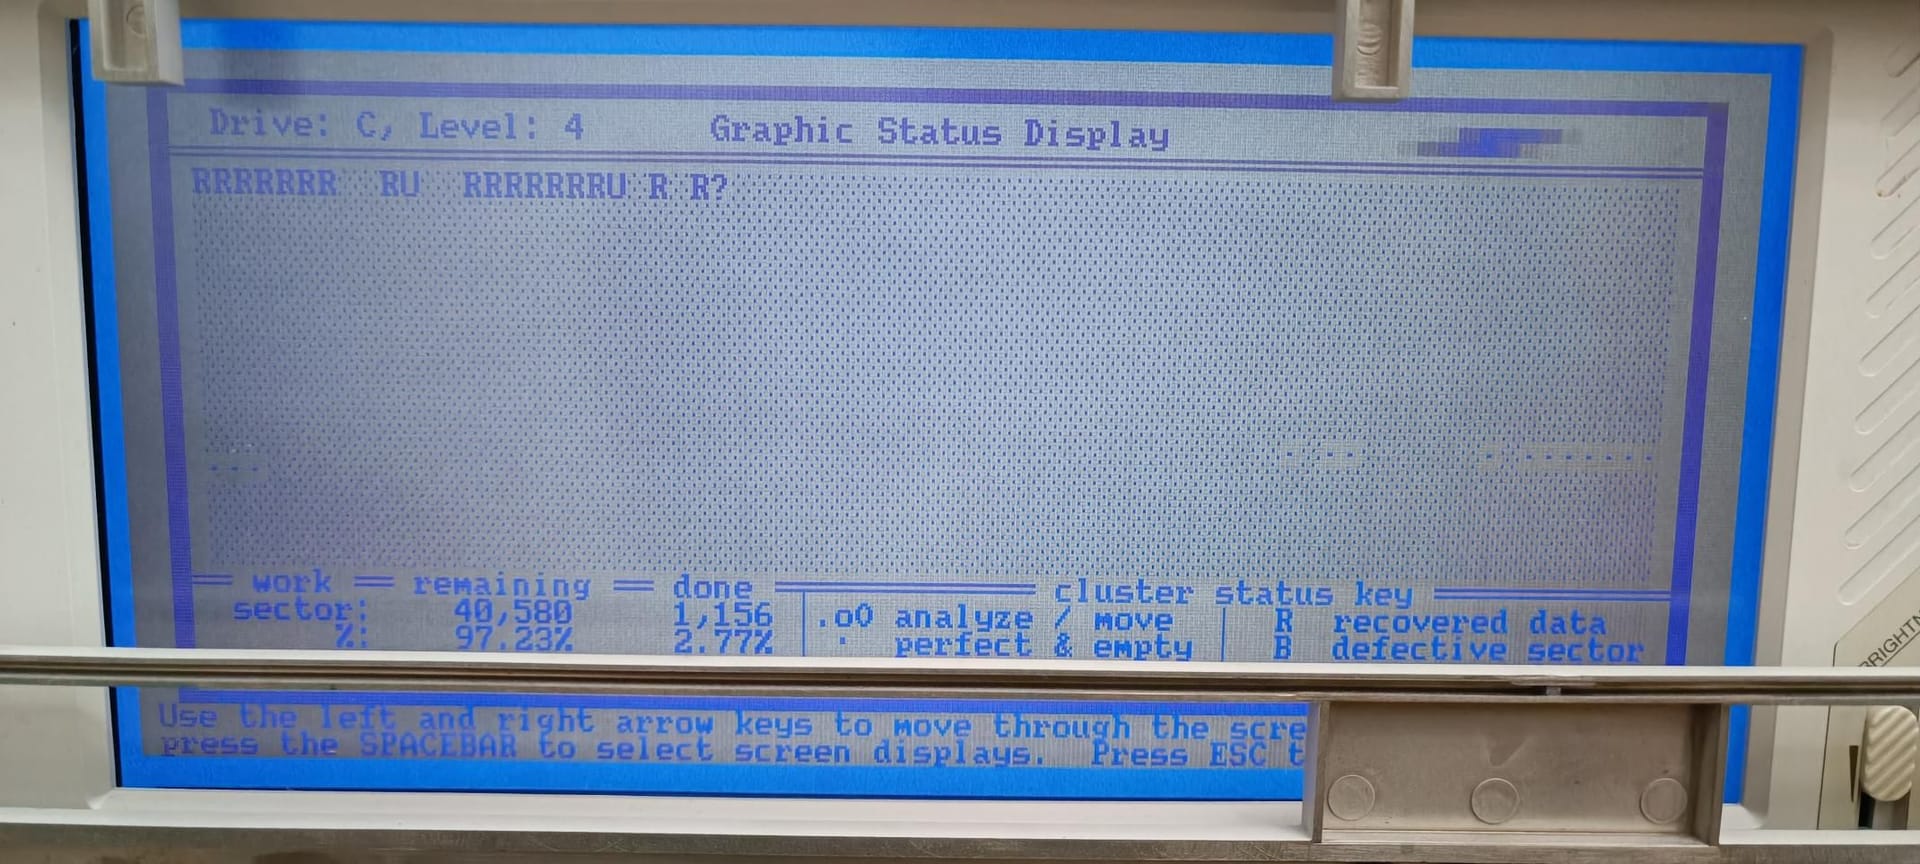 Drive: C, Level: 4 Graphic Status Display
RRRRRRR RU RRRRRRRU R R?
work remaining done cluster status key
sector: 40,580 1,156 .oO analyze / move R recovered data
%: 97.23% 2.77% perfect & empty B defective sector
Use the left and right arrow keys to move through the scre
press the SPACEBAR to select screen displays. Press ESC t
BRIGHTN